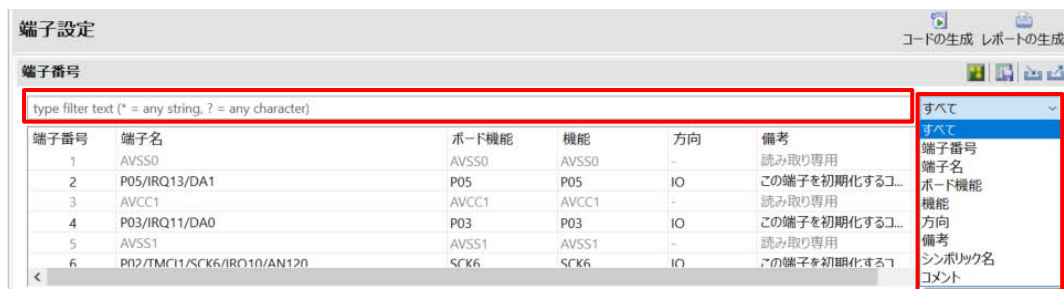 端子設定
コードの生成 レポートの生成
端子番号
type filter text (* = any string, ? = any character)
すべて
端子番号 端子名 ボード機能 機能 方向 備考
1 AVSS0 AVSS0 AVSS0 - 読み取り専用
2 P05/IRQ13/DA1 P05 P05 IO この端子を初期化するコ...
3 AVCC1 AVCC1 AVCC1 - 読み取り専用
4 P03/IRQ11/DA0 P03 P03 IO この端子を初期化するコ...
5 AVSS1 AVSS1 AVSS1 - 読み取り専用
6 P02/TMCI1/SCK6/IRQ10/AN120 SCK6 SCK6 IO この端子を初期化するコ
すべて
端子番号
端子名
ボード機能
機能
方向
備考
シンボリック名
コメント